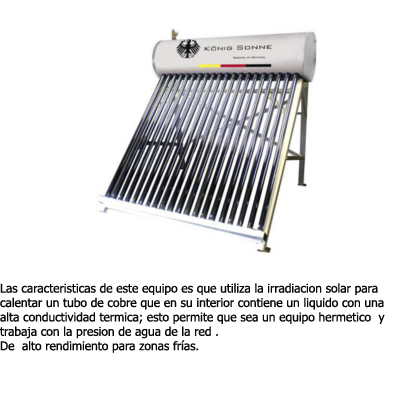 KÖNIG SONNE
Las caracteristicas de este equipo es que utiliza la irradiacion solar para
calentar un tubo de cobre que en su interior contiene un liquido con una
alta conductividad termica; esto permite que sea un equipo hermetico y
trabaja con la presion de agua de la red .
De alto rendimiento para zonas frías.